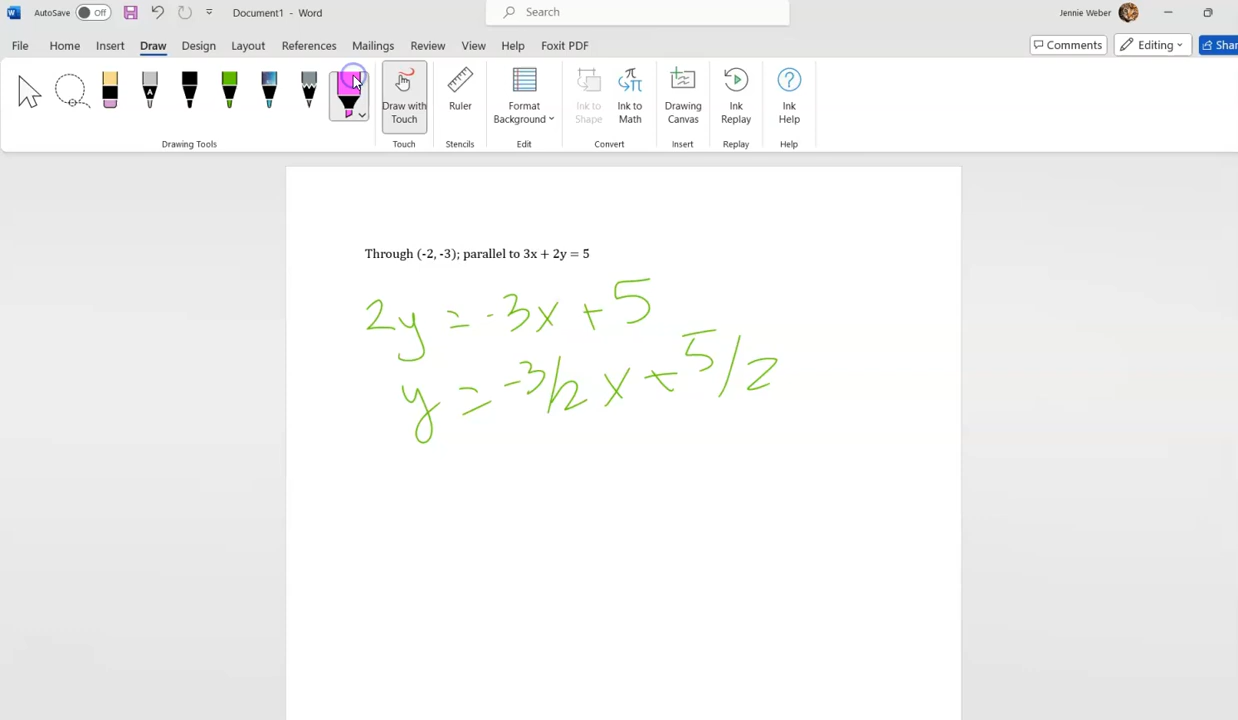 AutoSave Off Document1 - Word Search Jennie Weber
File Home Insert Draw Design Layout References Mailings Review View Help Foxit PDF Comments Editing Shar
A Draw with Touch Ruler Format Background Ink to Shape Ink to Math Drawing Canvas Ink Replay Ink Help
Drawing Tools Touch Stencils Edit Convert Insert Replay Help
Through (-2, -3); parallel to 3x + 2y = 5
2y = -3x + 5
y = -3/2 x + 5/2